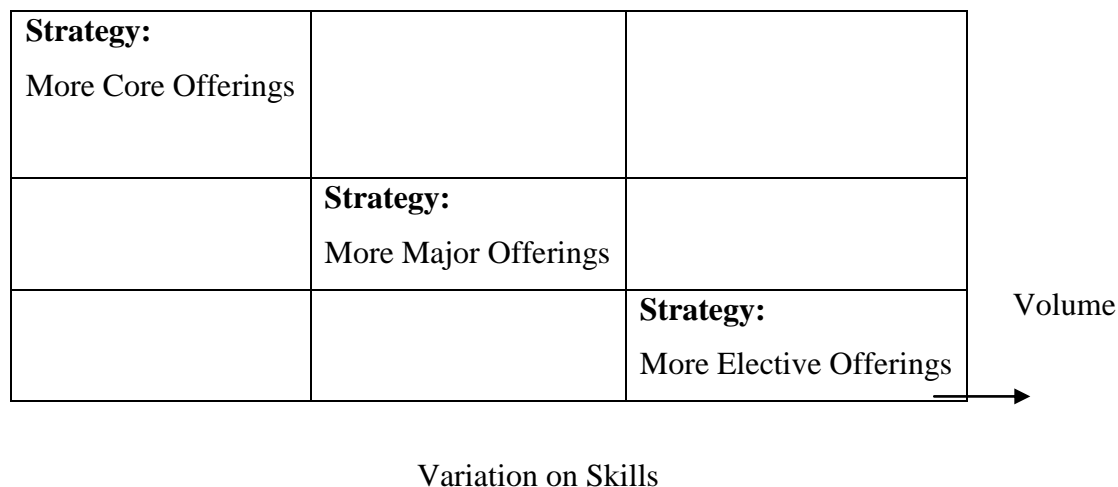 Strategy:
More Core Offerings
Strategy:
More Major Offerings
Strategy:
More Elective Offerings
Volume
Variation on Skills